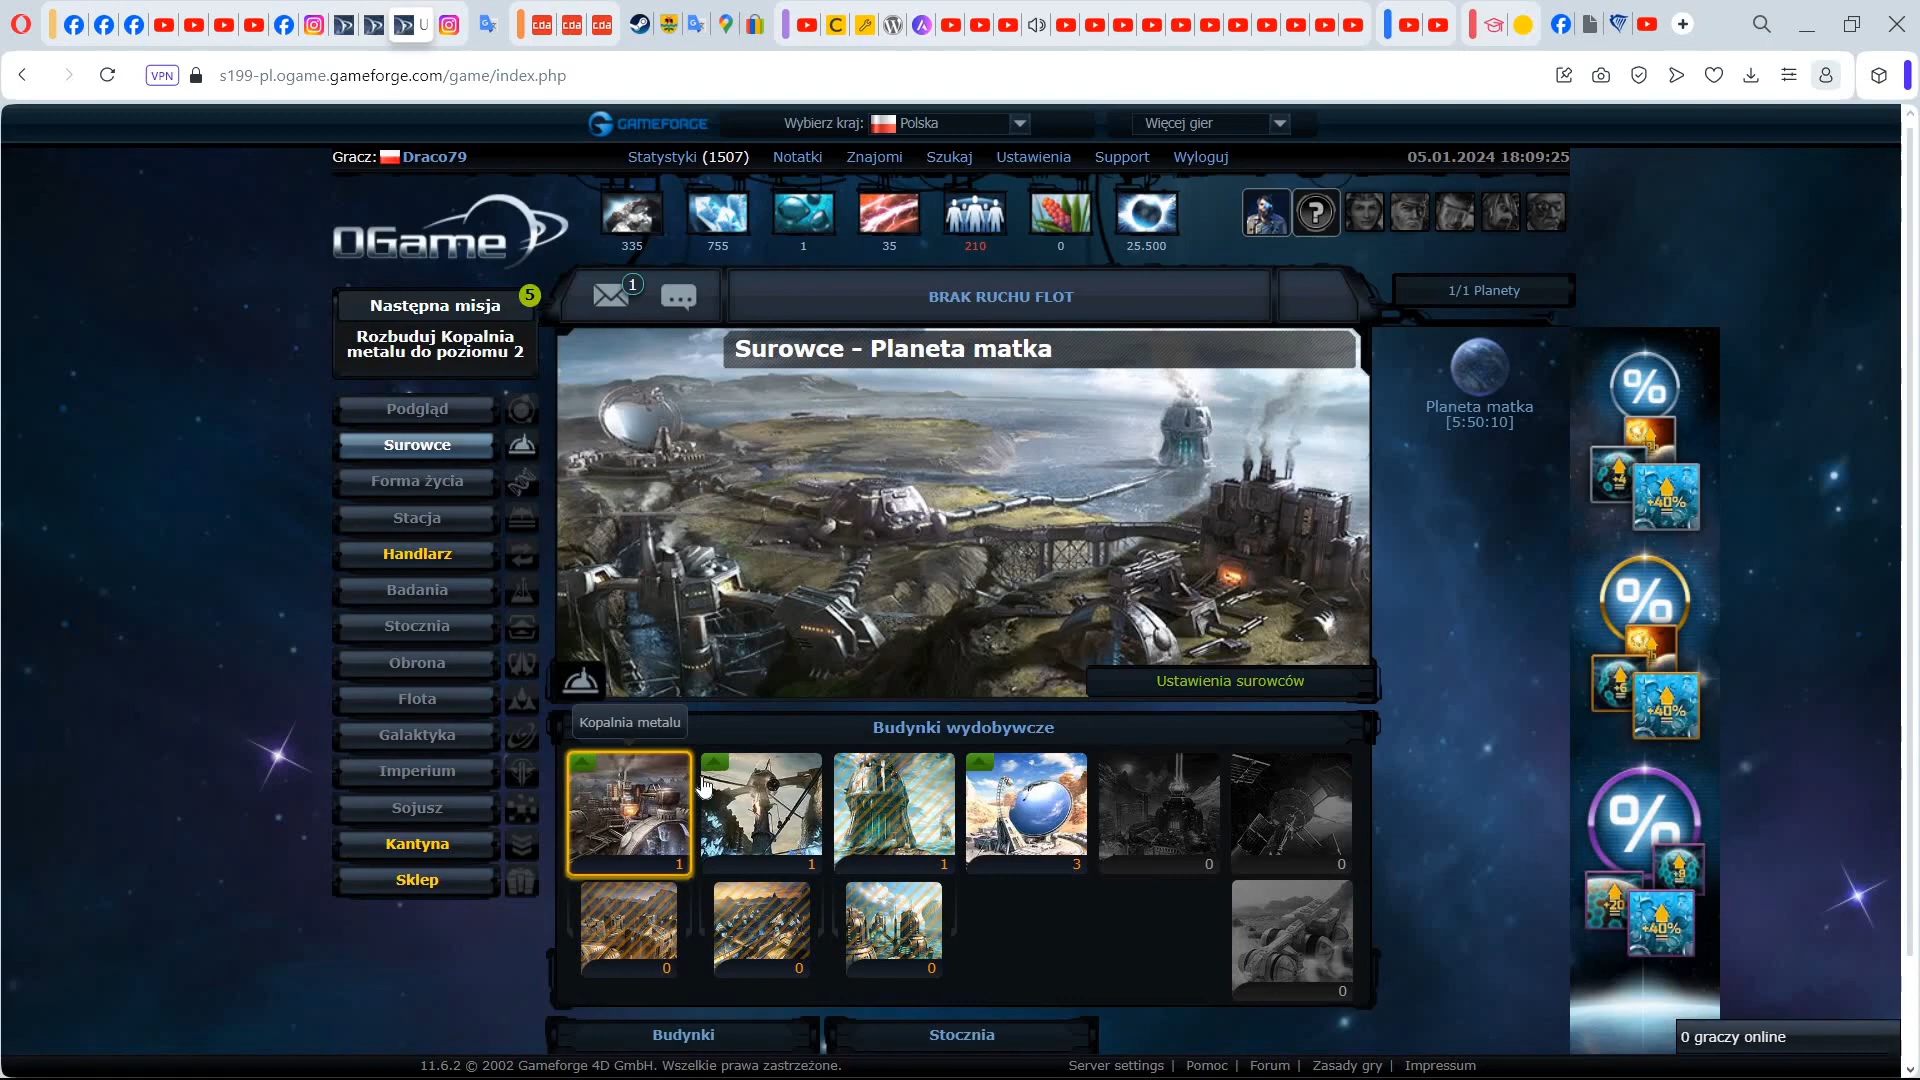 U
VPN
s199-pl.ogame.gameforge.com/game/index.php
GAMEFORGE
Wybierz kraj: Polska
Więcej gier
Gracz: Draco79
Statystyki (1507)
Notatki
Znajomi
Szukaj
Ustawienia
Support
Wyloguj
05.01.2024 18:09:25
OGame
335
755
1
35
210
0
25.500
?
Następna misja
5
Rozbuduj Kopalnia
metalu do poziomu 2
1
BRAK RUCHU FLOT
1/1 Planety
Surowce - Planeta matka
Planeta matka
[5:50:10]
Podgląd
Surowce
Forma życia
Stacja
Handlarz
Badania
Stocznia
Obrona
Flota
Galaktyka
Imperium
Sojusz
Kantyna
Sklep
Ustawienia surowców
Kopalnia metalu
Budynki wydobywcze
1
1
1
3
0
0
0
0
0
0
Budynki
Stocznia
%
+4
+40%
%
+6
+40%
%
+8
+20
+40%
0 graczy online
11.6.2 © 2002 Gameforge 4D GmbH. Wszelkie prawa zastrzeżone.
Server settings | Pomoc | Forum | Zasady gry | Impressum